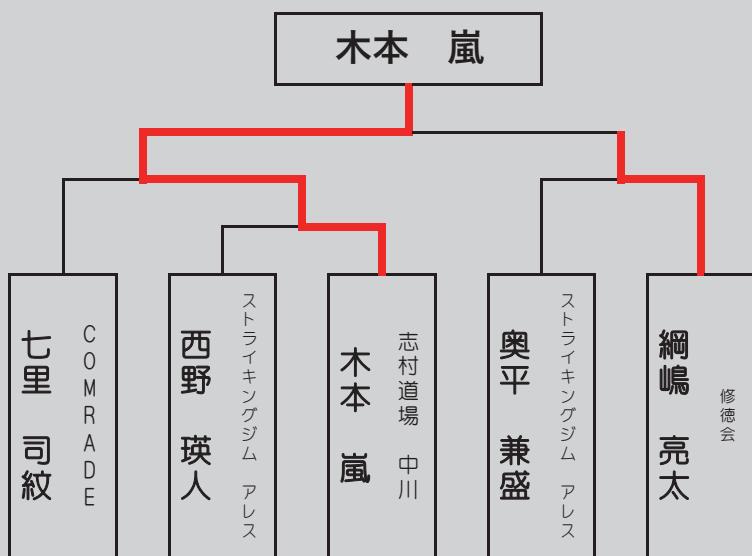 木本　嵐
七里　司紋
COMRADE
西野　瑛人
ストライキングジム　アレス
木本　嵐
志村道場　中川
奥平　兼盛
ストライキングジム　アレス
綱嶋　亮太
修徳会